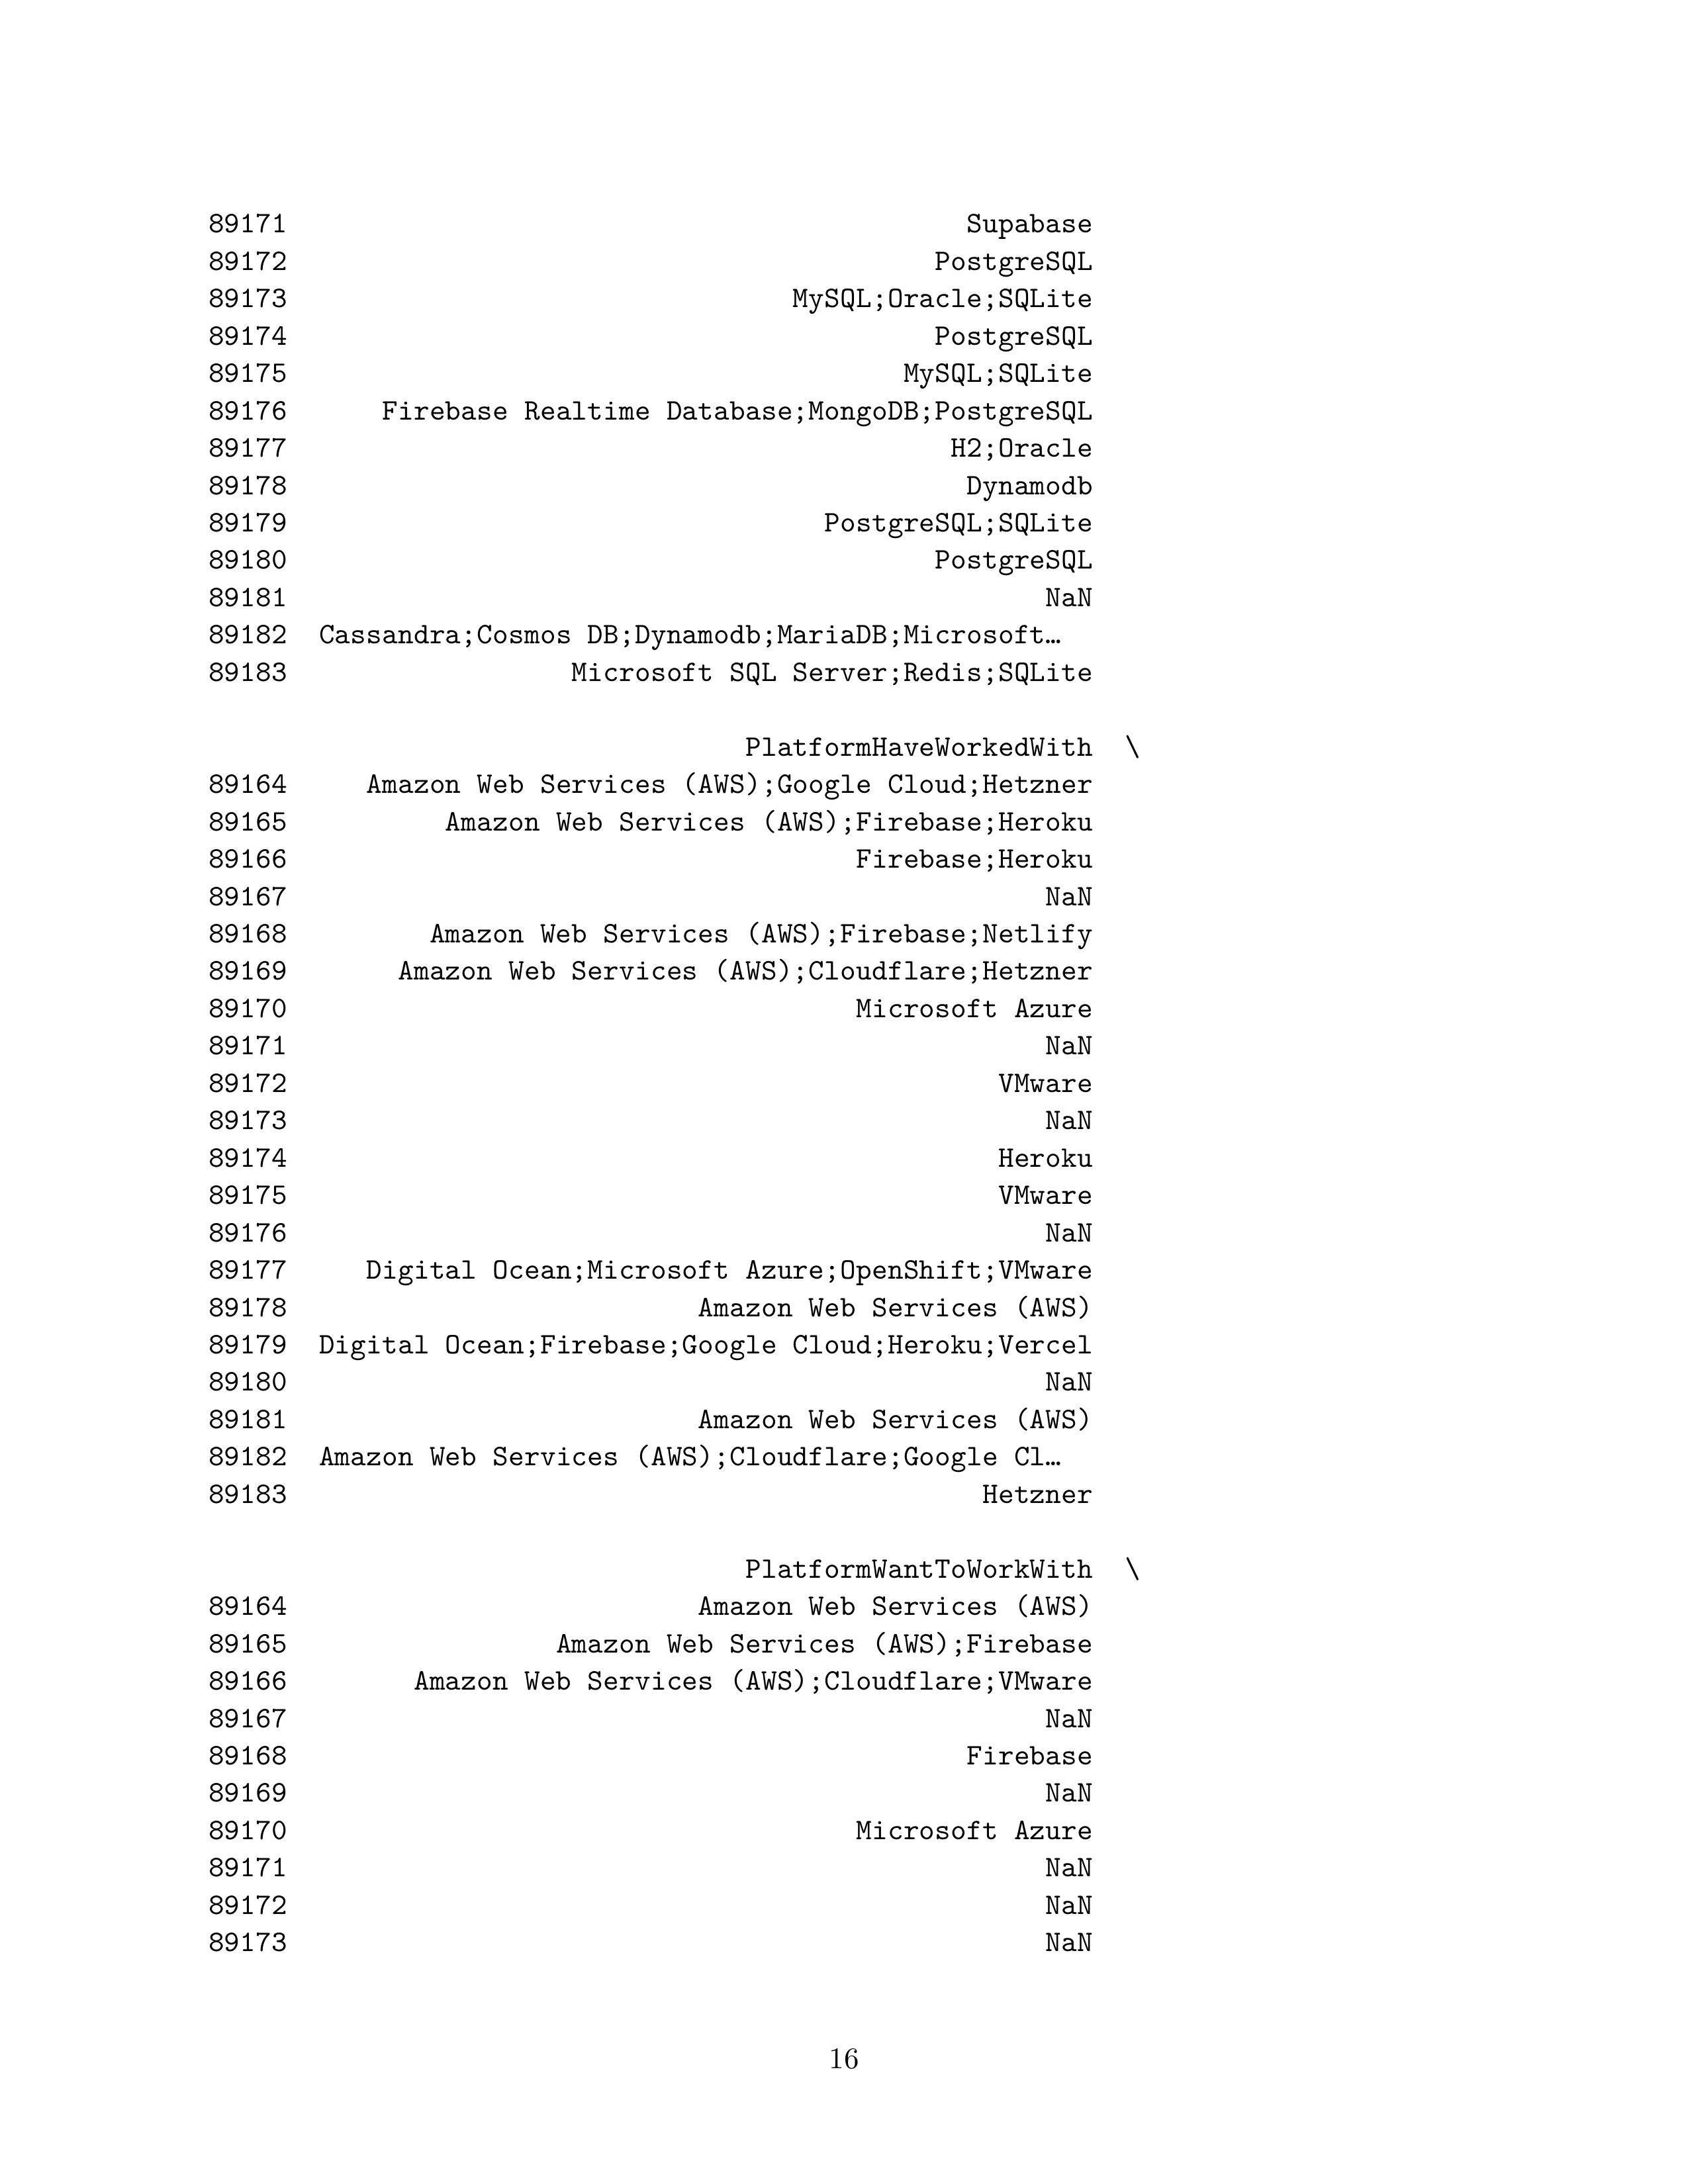 89171 Supabase
89172 PostgreSQL
89173 MySQL;Oracle;SQLite
89174 PostgreSQL
89175 MySQL;SQLite
89176 Firebase Realtime Database;MongoDB;PostgreSQL
89177 H2;Oracle
89178 Dynamodb
89179 PostgreSQL;SQLite
89180 PostgreSQL
89181 NaN
89182 Cassandra;Cosmos DB;Dynamodb;MariaDB;Microsoft…
89183 Microsoft SQL Server;Redis;SQLite
PlatformHaveWorkedWith \
89164 Amazon Web Services (AWS);Google Cloud;Hetzner
89165 Amazon Web Services (AWS);Firebase;Heroku
89166 Firebase;Heroku
89167 NaN
89168 Amazon Web Services (AWS);Firebase;Netlify
89169 Amazon Web Services (AWS);Cloudflare;Hetzner
89170 Microsoft Azure
89171 NaN
89172 VMware
89173 NaN
89174 Heroku
89175 VMware
89176 NaN
89177 Digital Ocean;Microsoft Azure;OpenShift;VMware
89178 Amazon Web Services (AWS)
89179 Digital Ocean;Firebase;Google Cloud;Heroku;Vercel
89180 NaN
89181 Amazon Web Services (AWS)
89182 Amazon Web Services (AWS);Cloudflare;Google Cl…
89183 Hetzner
PlatformWantToWorkWith \
89164 Amazon Web Services (AWS)
89165 Amazon Web Services (AWS);Firebase
89166 Amazon Web Services (AWS);Cloudflare;VMware
89167 NaN
89168 Firebase
89169 NaN
89170 Microsoft Azure
89171 NaN
89172 NaN
89173 NaN
16